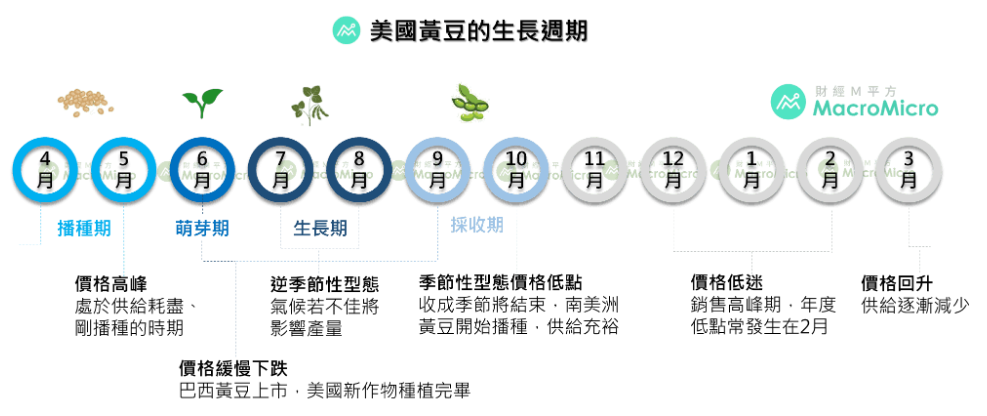 美國黃豆的生長週期
財經M平方
MacroMicro
4月
5月
6月
7月
8月
9月
10月
11月
12月
1月
2月
3月
播種期
萌芽期
生長期
採收期
價格高峰
處於供給耗盡、
剛播種的時期
逆季節性型態
氣候若不佳將
影響產量
季節性型態價格低點
收成季節將結束，南美洲
黃豆開始播種，供給充裕
價格低迷
銷售高峰期，年度
低點常發生在2月
價格回升
供給逐漸減少
價格緩慢下跌
巴西黃豆上市，美國新作物種植完畢